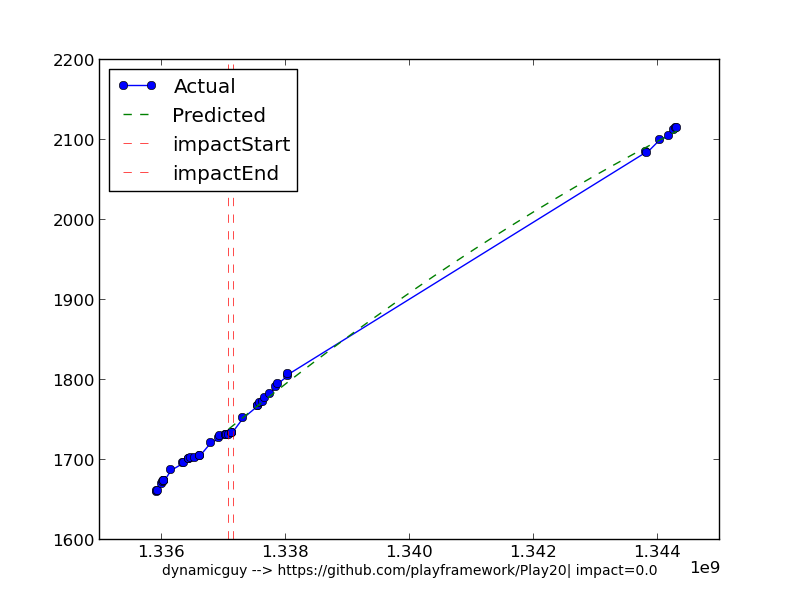 2200
2100
2000
1900
1800
1700
1600
Actual
Predicted
impactStart
impactEnd
1.336 1.338 1.340 1.342 1.344
1e9
dynamicguy --> https://github.com/playframework/Play20| impact=0.0